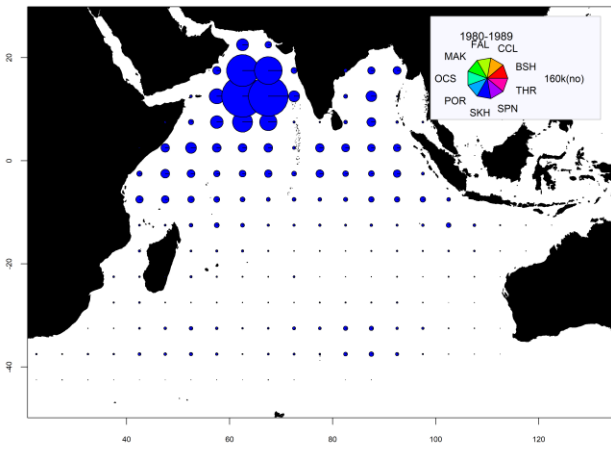 1980-1989
FAL
CCL
MAK
BSH
OCS
160k(no)
THR
POR
SPN
SKH
20
0
-20
-40
40
60
80
100
120